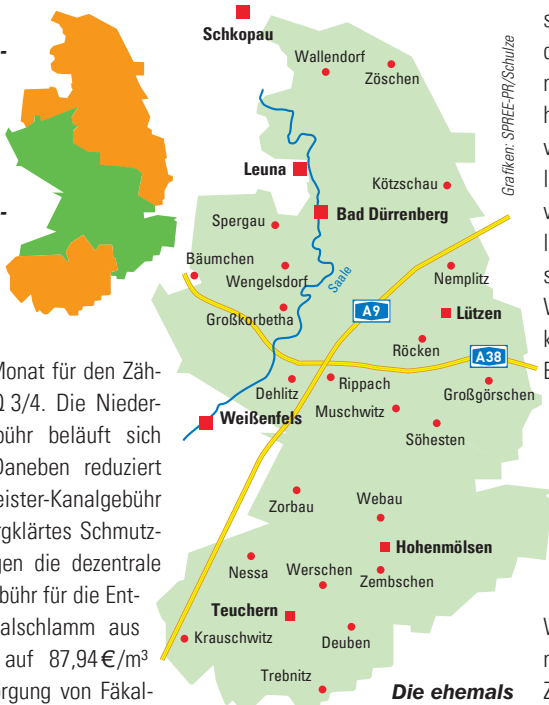 Schkopau
Wallendorf
Zöschen
Grafiken: SPREE-PR/Schulze
Leuna
Kötzschau
Bad Dürrenberg
Spergau
Bäumchen
Wengelsdorf
Saale
Nemplitz
Großkorbetha
A9
Lützen
Röcken
A38
Dehlitz
Rippach
Großgörschen
Muschwitz
Weißenfels
Söhesten
Zorbau
Webau
Hohenmölsen
Nessa
Werschen
Zembschen
Teuchern
Krauschwitz
Deuben
Trebnitz
Die ehemals
Monat für den Zäh-
Q 3/4. Die Nieder-
bühr beläuft sich
Daneben reduziert
eister-Kanalgebühr
rgklärtes Schmutz-
gen die dezentrale
ebühr für die Ent-
alschlamm aus
auf 87,94 €/m³
orgung von Fäkal-